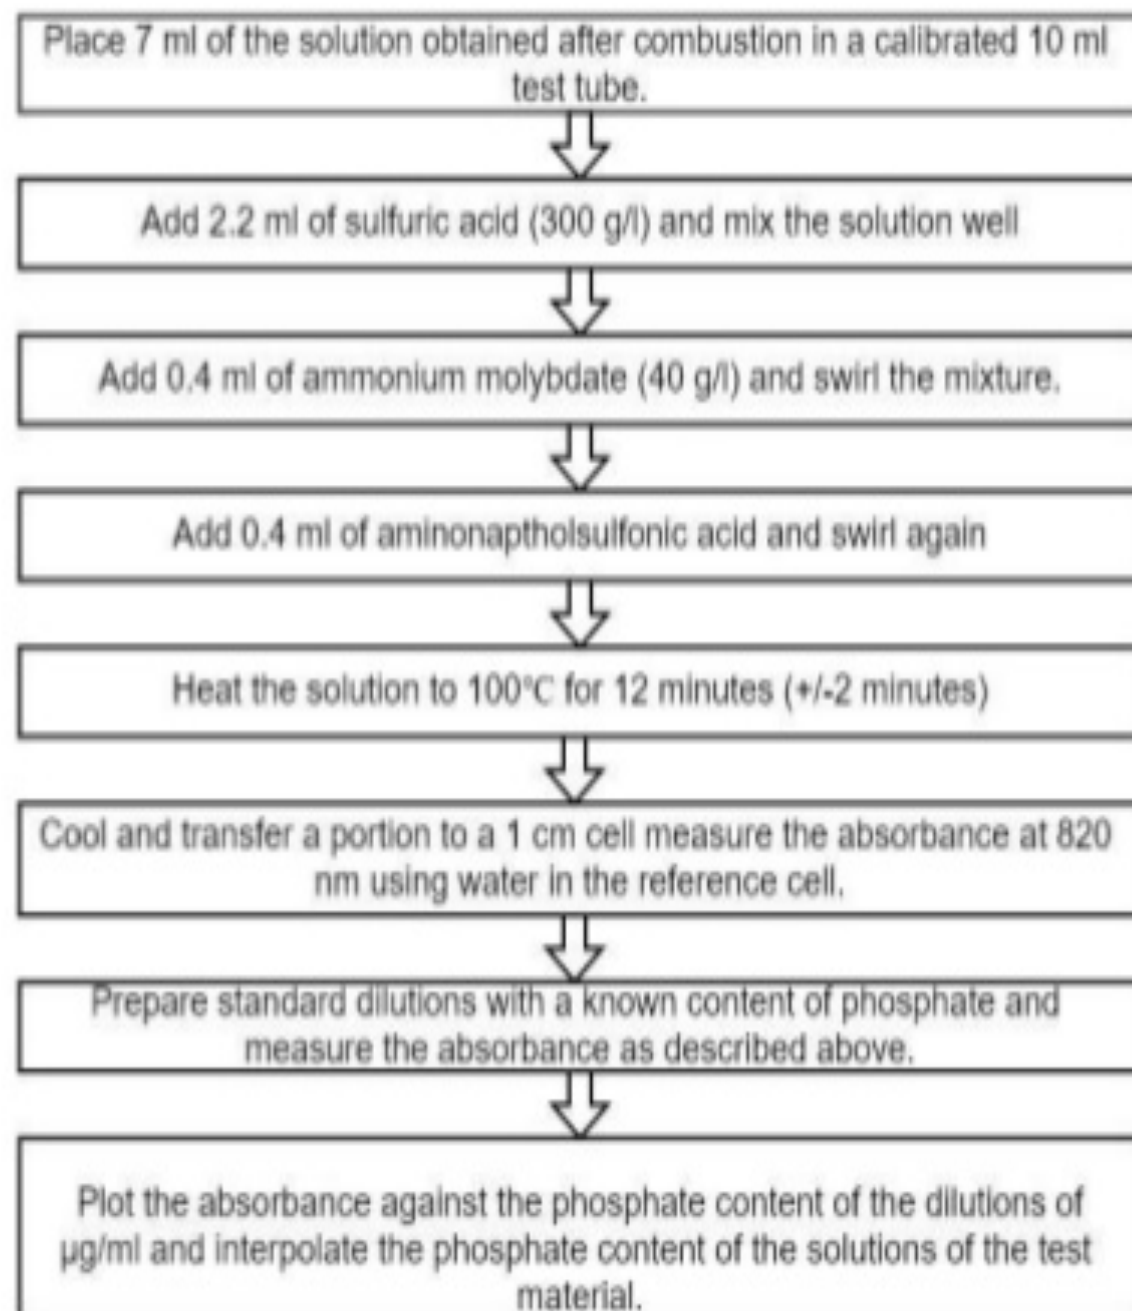 Place 7 ml of the solution obtained after combustion in a calibrated 10 ml
test tube.
Add 2.2 ml of sulfuric acid (300 g/l) and mix the solution well
Add 0.4 ml of ammonium molybdate (40 g/l) and swirl the mixture.
Add 0.4 ml of aminonaptholsulfonic acid and swirl again
Heat the solution to 100℃ for 12 minutes (+/-2 minutes)
Cool and transfer a portion to a 1 cm cell measure the absorbance at 820
nm using water in the reference cell.
Prepare standard dilutions with a known content of phosphate and
measure the absorbance as described above.
Plot the absorbance against the phosphate content of the dilutions of
µg/ml and interpolate the phosphate content of the solutions of the test
material.